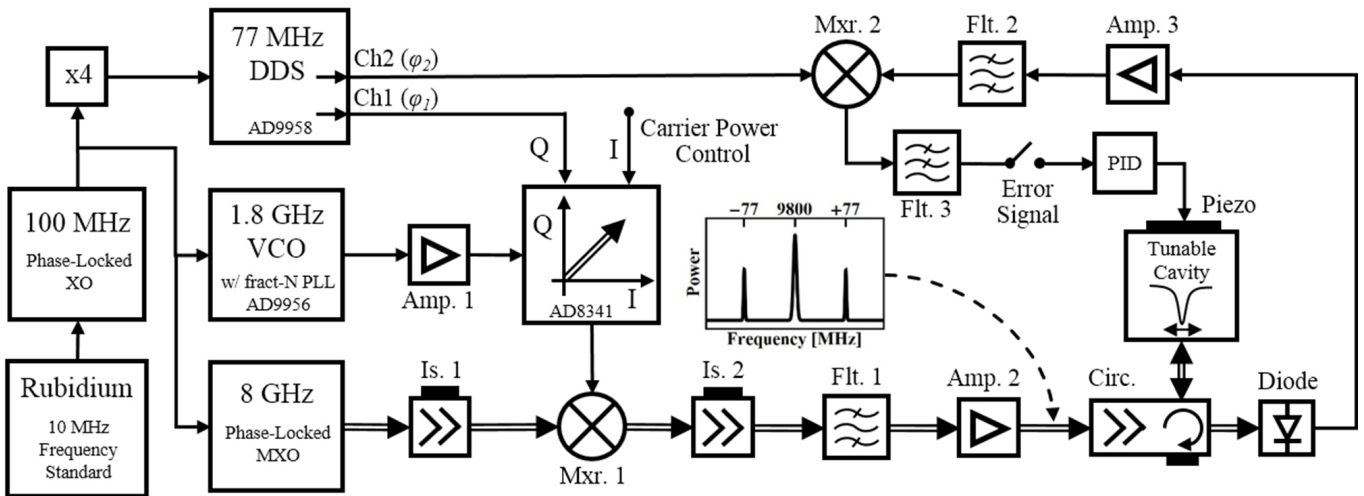 x4
77 MHz
DDS
AD9958
Ch2 (φ2)
Ch1 (φ1)
Mxr. 2
Flt. 2
Amp. 3
Q
I
Carrier Power
Control
Flt. 3
Error
Signal
PID
Piezo
100 MHz
Phase-Locked
XO
1.8 GHz
VCO
w/ fract-N PLL
AD9956
Amp. 1
Q
I
AD8341
−77 9800 +77
Power
Frequency [MHz]
Tunable
Cavity
Rubidium
10 MHz
Frequency
Standard
8 GHz
Phase-Locked
MXO
Is. 1
Mxr. 1
Is. 2
Flt. 1
Amp. 2
Circ.
Diode